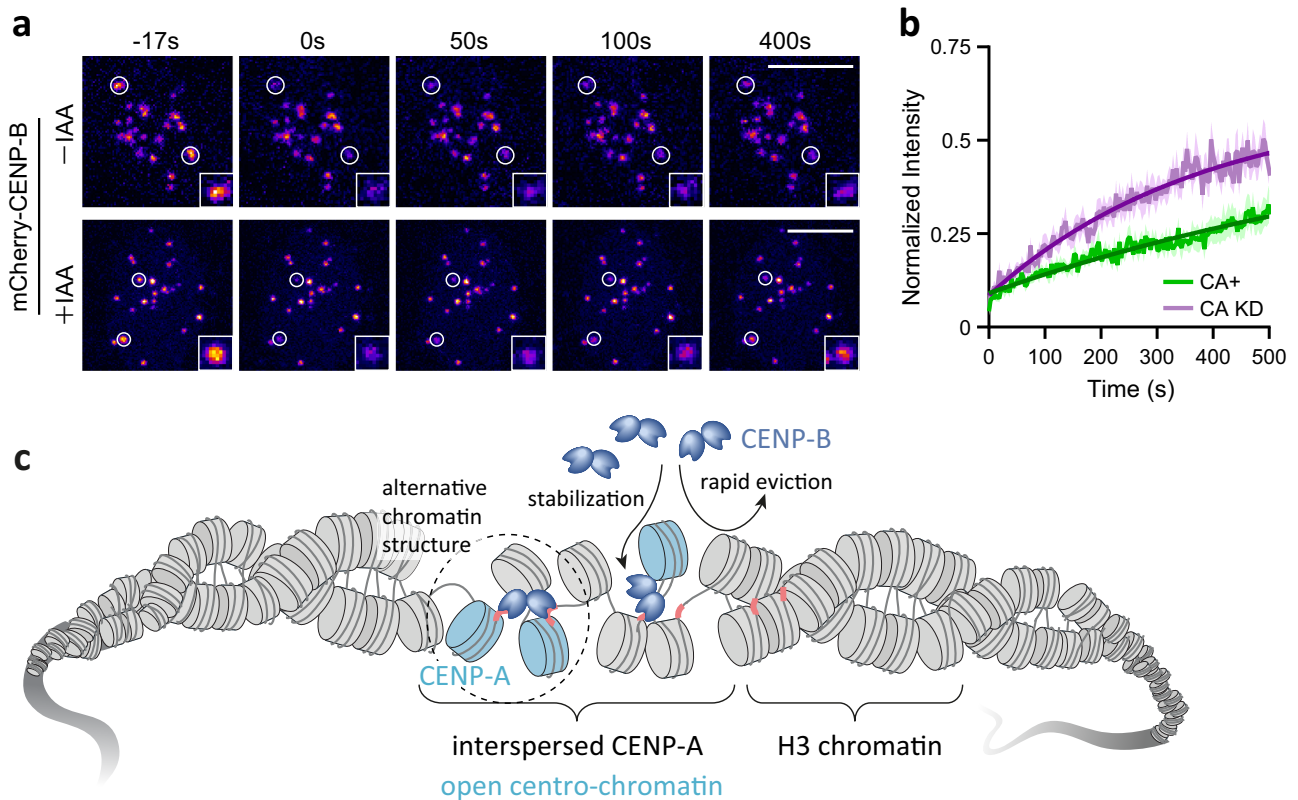 a
-17s 0s 50s 100s 400s
mCherry-CENP-B
—IAA
+IAA
b
0.75
0.5
0.25
0
Normalized Intensity
CA+
CA KD
0 100 200 300 400 500
Time (s)
c
CENP-B
stabilization
rapid eviction
alternative
chromatin
structure
CENP-A
interspersed CENP-A
H3 chromatin
open centro-chromatin